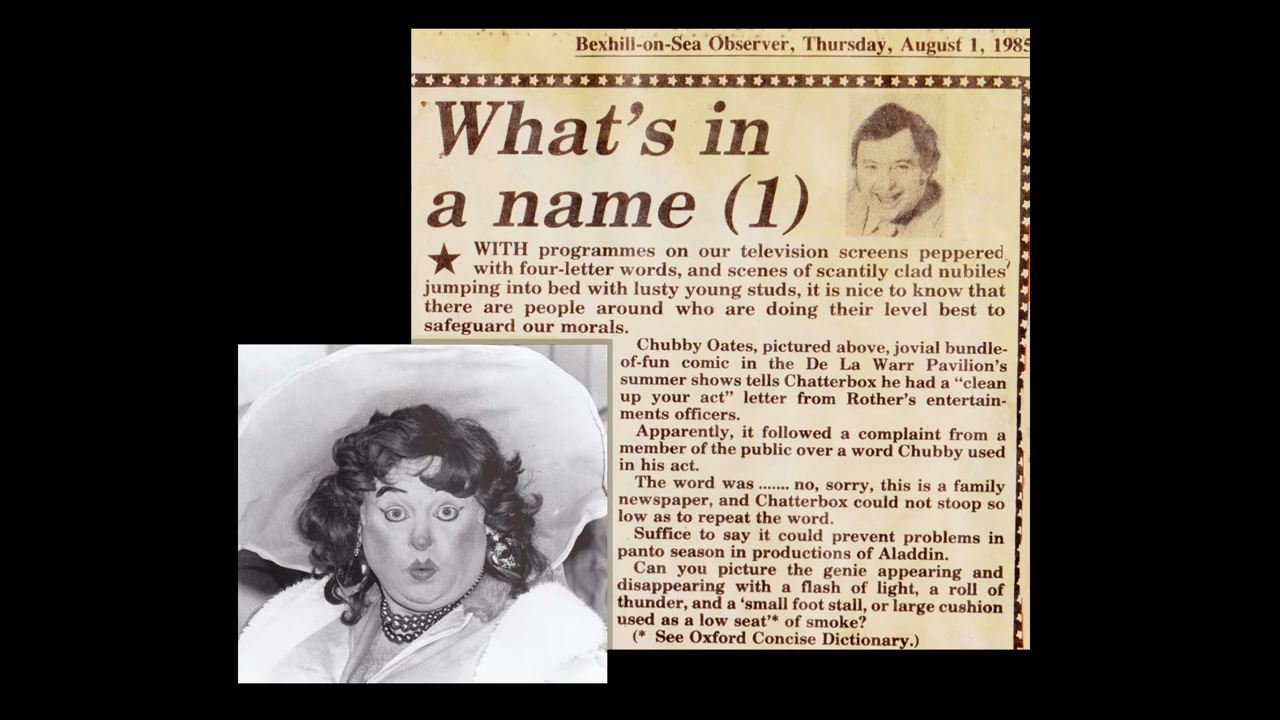 Bexhill-on-Sea Observer, Thursday, August 1, 1985
What's in
a name (1)
WITH programmes on our television screens peppered
with four-letter words, and scenes of scantily clad nubiles
jumping into bed with lusty young studs, it is nice to know that
there are people around who are doing their level best to
safeguard our morals.
Chubby Oates, pictured above, jovial bundle-
of-fun comic in the De La Warr Pavilion's
summer shows tells Chatterbox he had a “clean
up your act” letter from Rother's entertain-
ments officers.
Apparently, it followed a complaint from a
member of the public over a word Chubby used
in his act.
The word was ....... no, sorry, this is a family
newspaper, and Chatterbox could not stoop so
low as to repeat the word.
Suffice to say it could prevent problems in
panto season in productions of Aladdin.
Can you picture the genie appearing and
disappearing with a flash of light, a roll of
thunder, and a ‘small foot stall, or large cushion
used as a low seat’* of smoke?
(* See Oxford Concise Dictionary.)